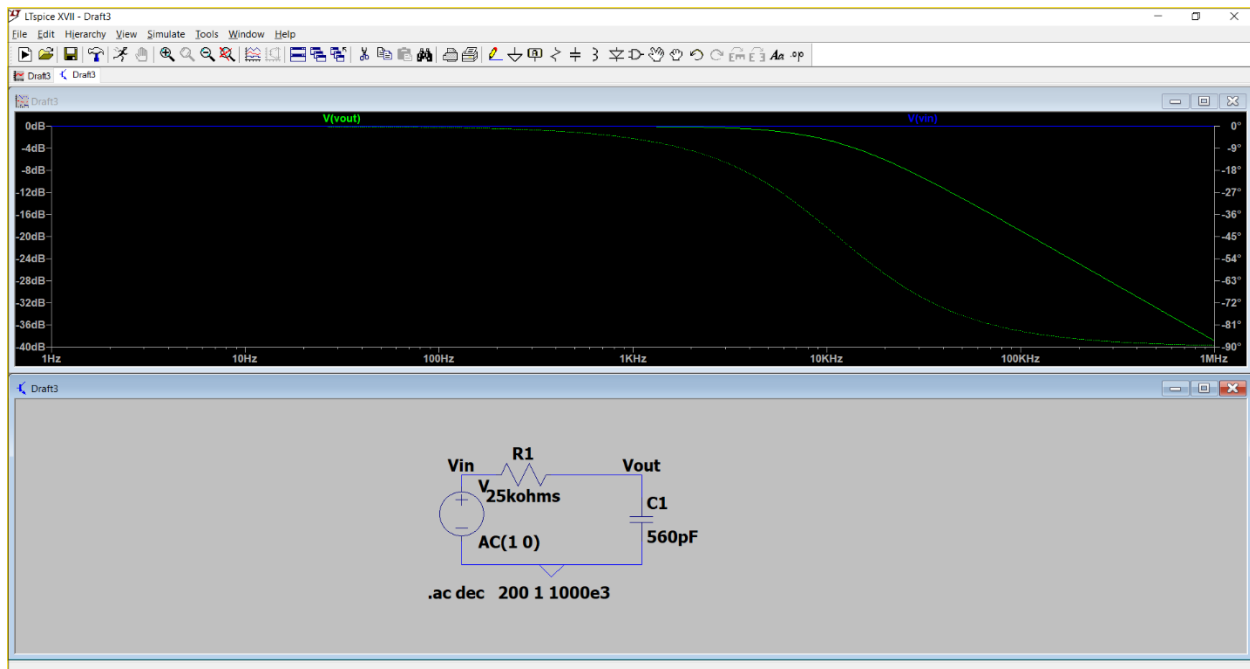 LTspice XVII - Draft3
File Edit Hierarchy View Simulate Tools Window Help
Aa .op
Draft3 Draft3
Draft3
V(vout) V(vin)
0dB 0°
-4dB -9°
-8dB -18°
-12dB -27°
-16dB -36°
-20dB -45°
-24dB -54°
-28dB -63°
-32dB -72°
-36dB -81°
-40dB -90°
1Hz 10Hz 100Hz 1KHz 10KHz 100KHz 1MHz
Draft3
R1
Vin Vout
V
25kohms
C1
560pF
AC(1 0)
.ac dec 200 1 1000e3